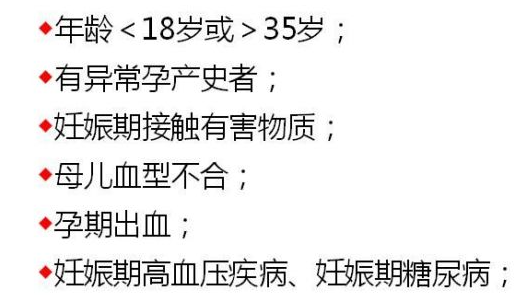 ◆年龄＜18岁或＞35岁；
◆有异常孕产史者；
◆妊娠期接触有害物质；
◆母儿血型不合；
◆孕期出血；
◆妊娠期高血压疾病、妊娠期糖尿病；